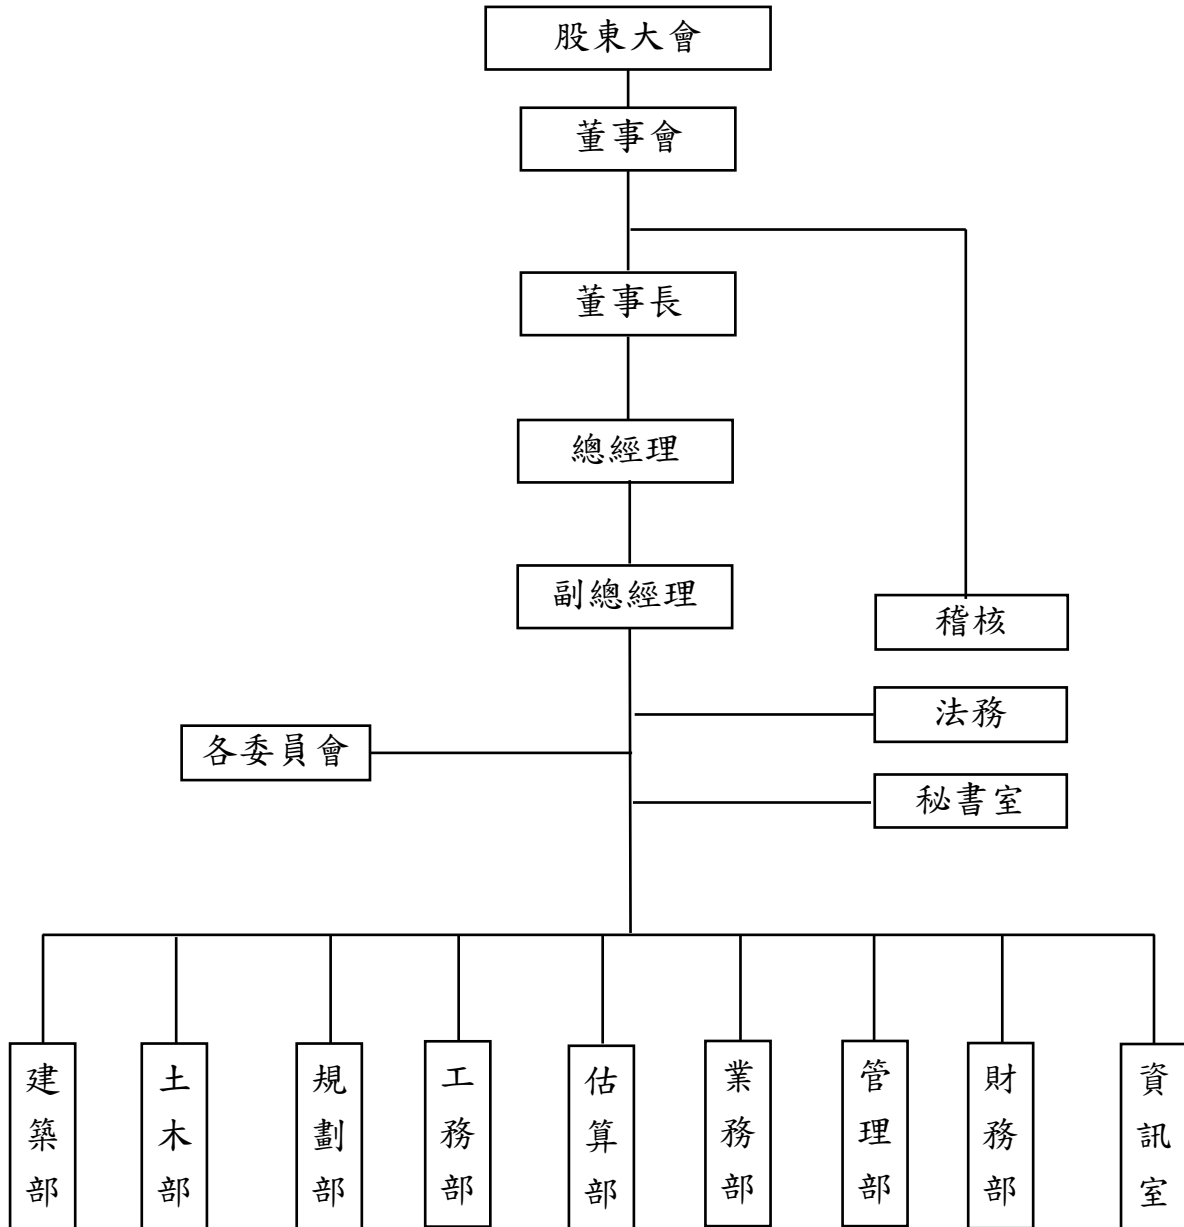 股東大會
董事會
董事長
總經理
副總經理
稽核
法務
各委員會
秘書室
建築部
土木部
規劃部
工務部
估算部
業務部
管理部
財務部
資訊室